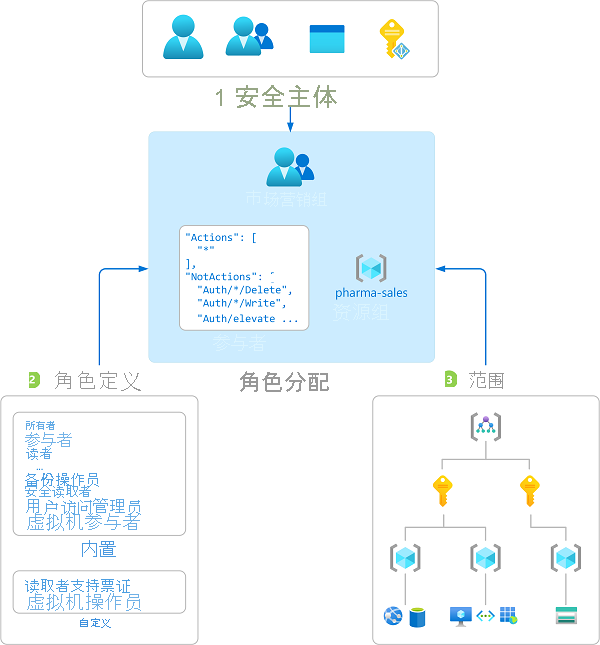 1 安全主体
市场营销组
"Actions": [
"*"
],
"NotActions": [
"Auth/*/Delete",
"Auth/*/Write",
"Auth/elevate ...
参与者
pharma-sales
资源组
2 角色定义
角色分配
3 范围
所有者
参与者
读者
...
备份操作员
安全读取者
用户访问管理员
虚拟机参与者
内置
读取者支持票证
虚拟机操作员
自定义